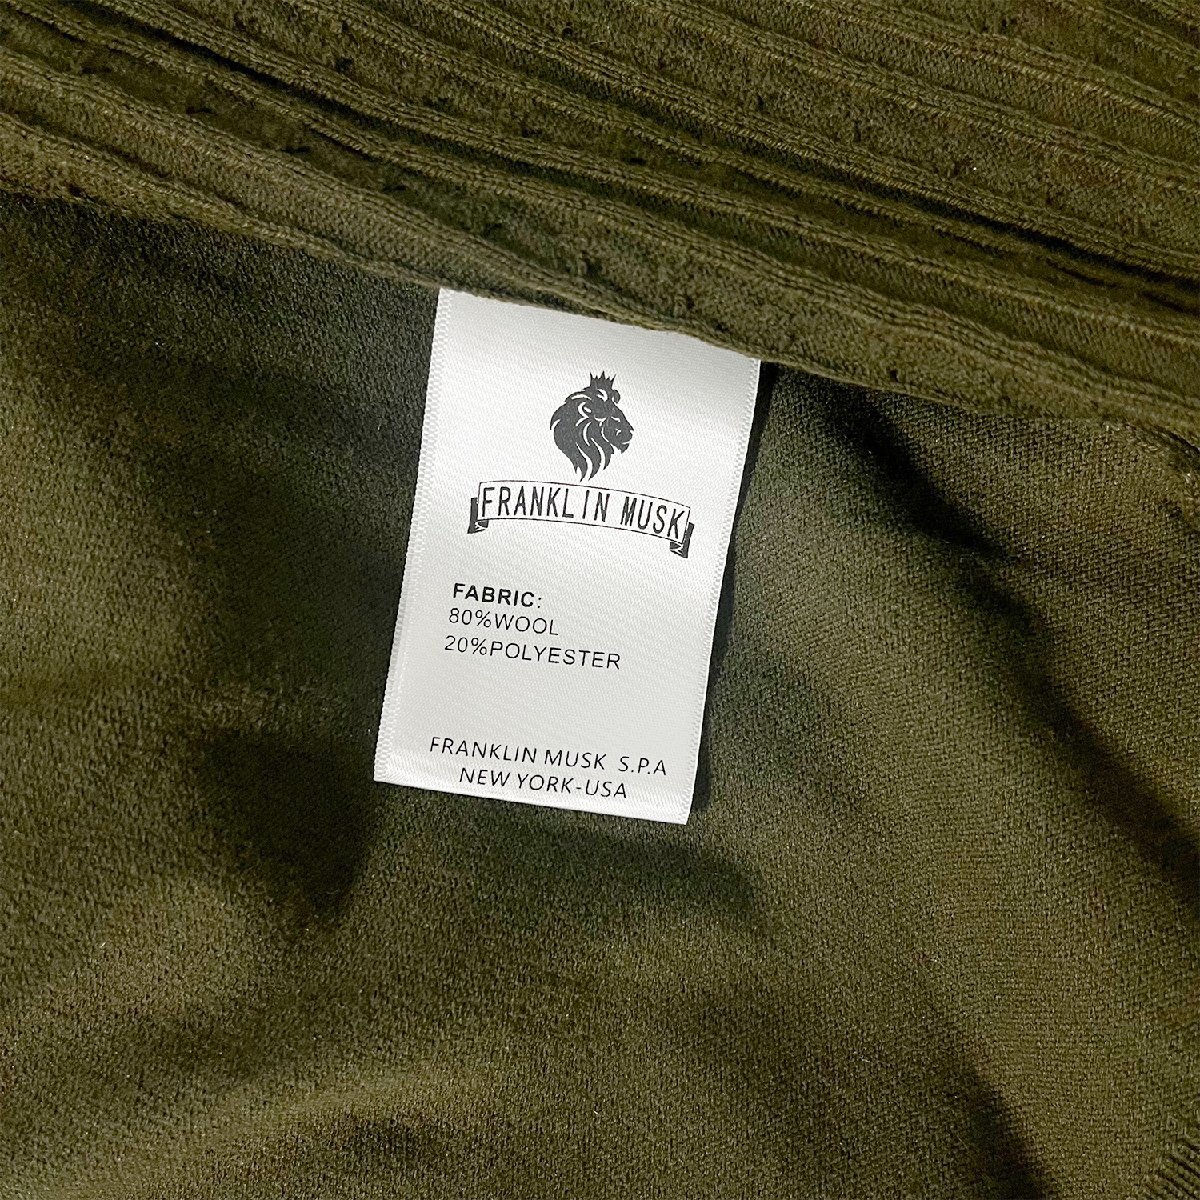 FRANKLIN MUSK
FABRIC:
80%WOOL
20%POLYESTER
FRANKLIN MUSK S.P.A
NEW YORK-USA